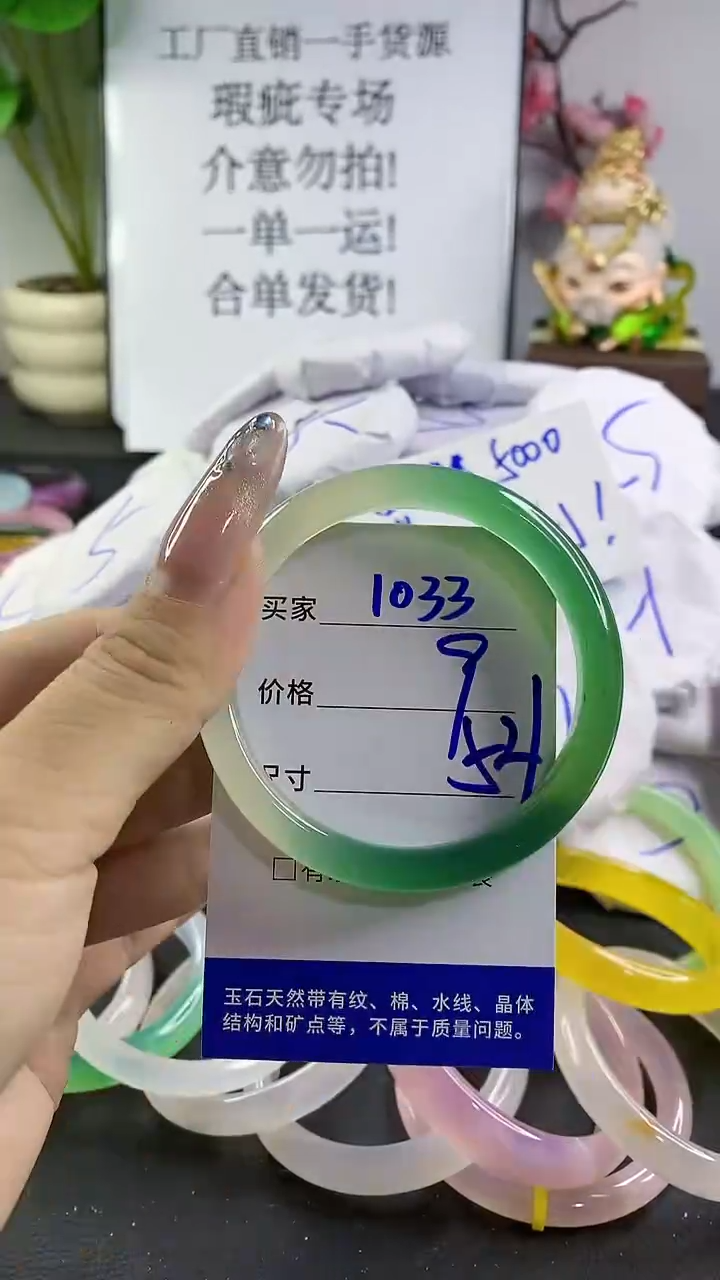 工厂直销一手货源
瑕疵专场
介意勿拍!
一单一运!
合单发货!
5000
买家 1033
价格 9
尺寸 54
□有
玉石天然带有纹、棉、水线、晶体
结构和矿点等，不属于质量问题。